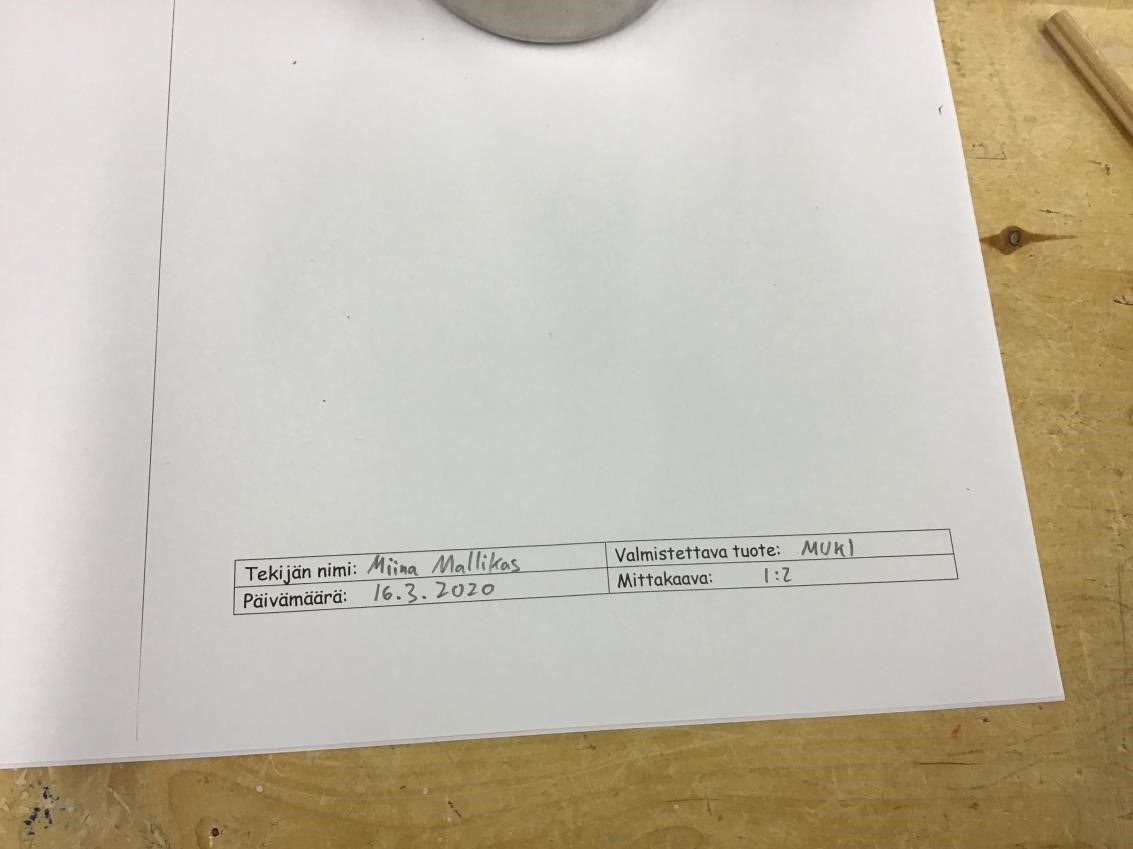 Tekijän nimi: Miina Mallikas
Valmistettava tuote: MUKI
Päivämäärä: 16.3.2020
Mittakaava: 1:2